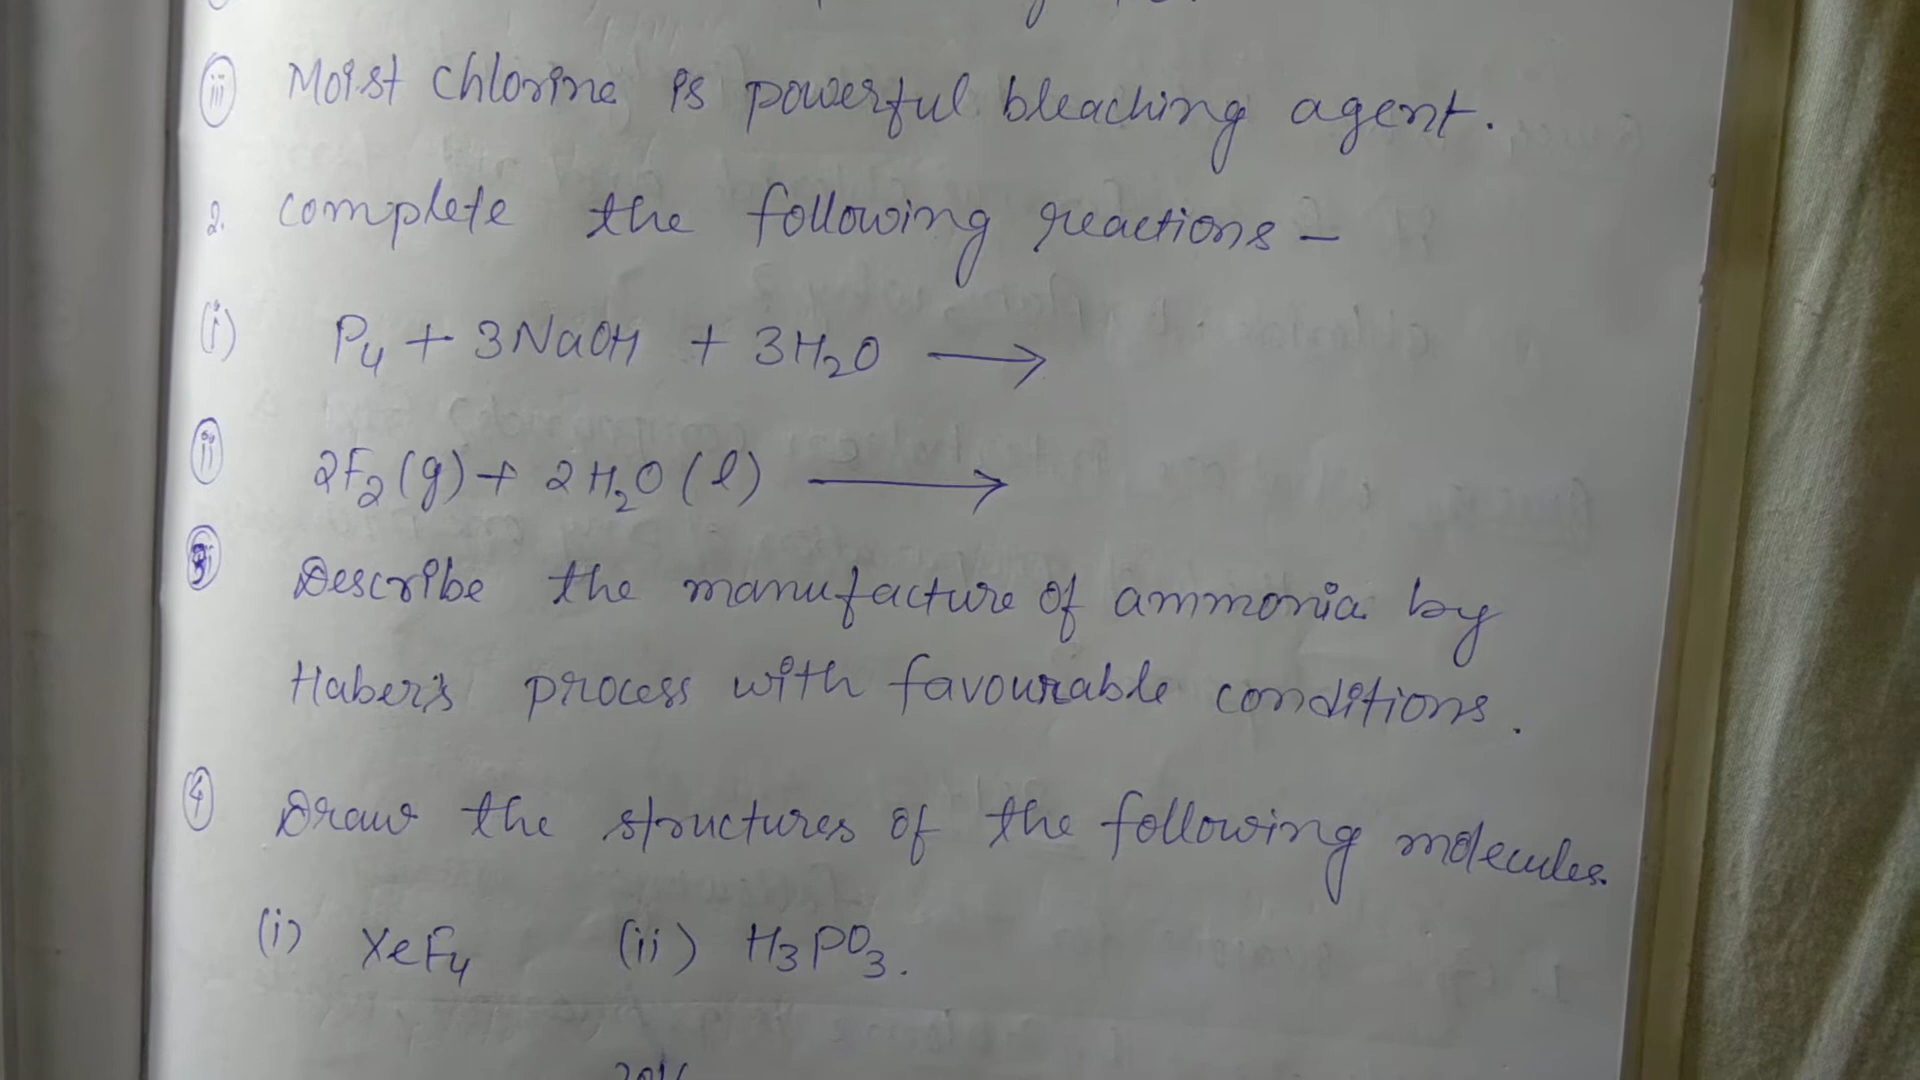 (iii) Moist chlorine is powerful bleaching agent.
2. complete the following reactions -
(i) P₄ + 3NaOH + 3H₂O ⟶
(ii) 2F₂(g) + 2H₂O(l) ⟶
(3) Describe the manufacture of ammonia by
Haber's process with favourable conditions.
(4) Draw the structures of the following molecules.
(i) XeF₄ (ii) H₃PO₃.